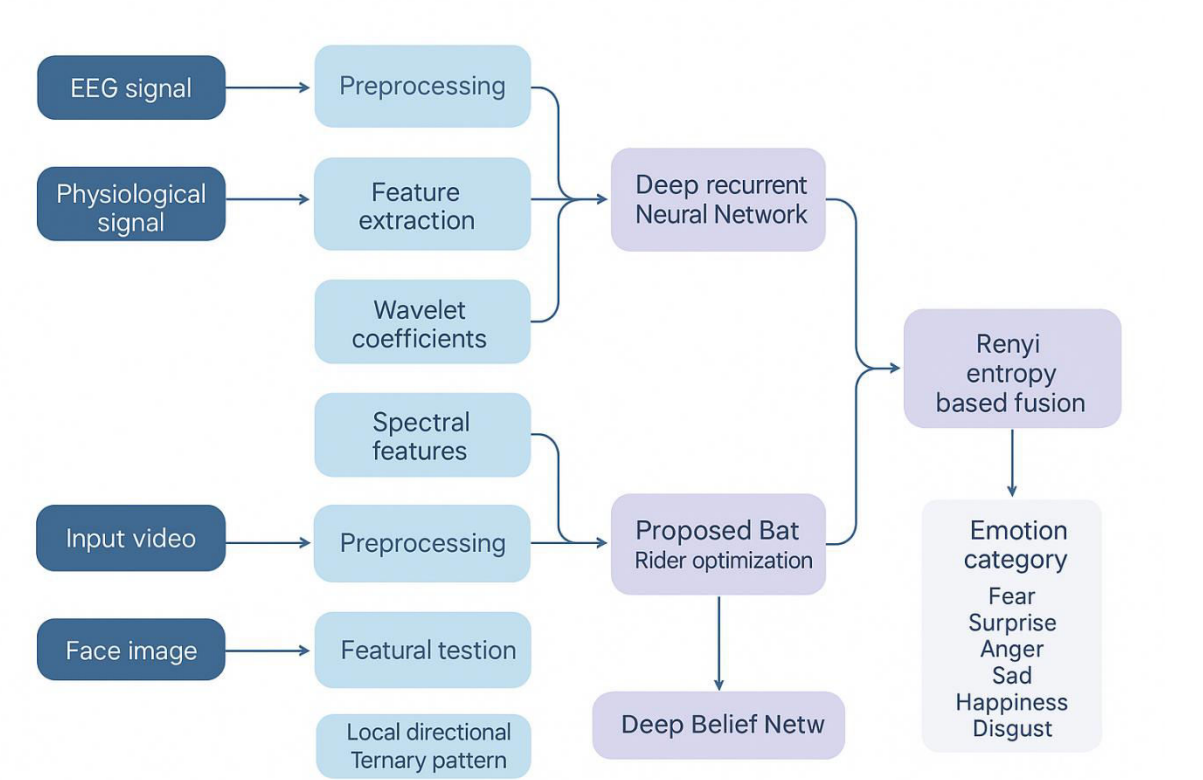 EEG signal
Preprocessing
Physiological
signal
Feature
extraction
Deep recurrent
Neural Network
Wavelet
coefficients
Renyi
entropy
based fusion
Spectral
features
Input video
Preprocessing
Proposed Bat
Rider optimization
Emotion
category
Fear
Surprise
Anger
Sad
Happiness
Disgust
Face image
Featural testion
Deep Belief Netw
Local directional
Ternary pattern